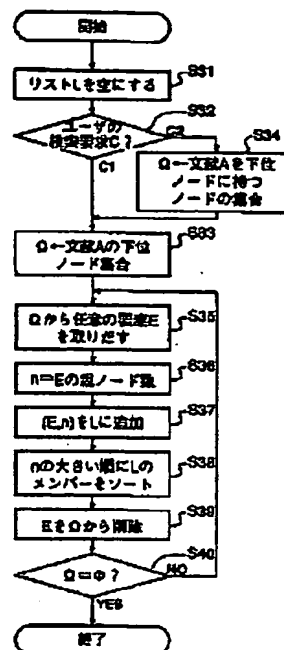 開始
リストLを空にする
S31
ユーザの
検索要求C？
S32
C2
C1
S34
Ω←文献Aを下位
ノードに持つ
ノードの集合
Ω←文献Aの下位
ノード集合
S33
Ωから任意の要素E
を取りだす
S35
n=Eの親ノード数
S36
(E,n)をLに追加
S37
nの大きい順にLの
メンバーをソート
S38
EをΩから削除
S39
Ω=Φ？
S40
NO
YES
終了